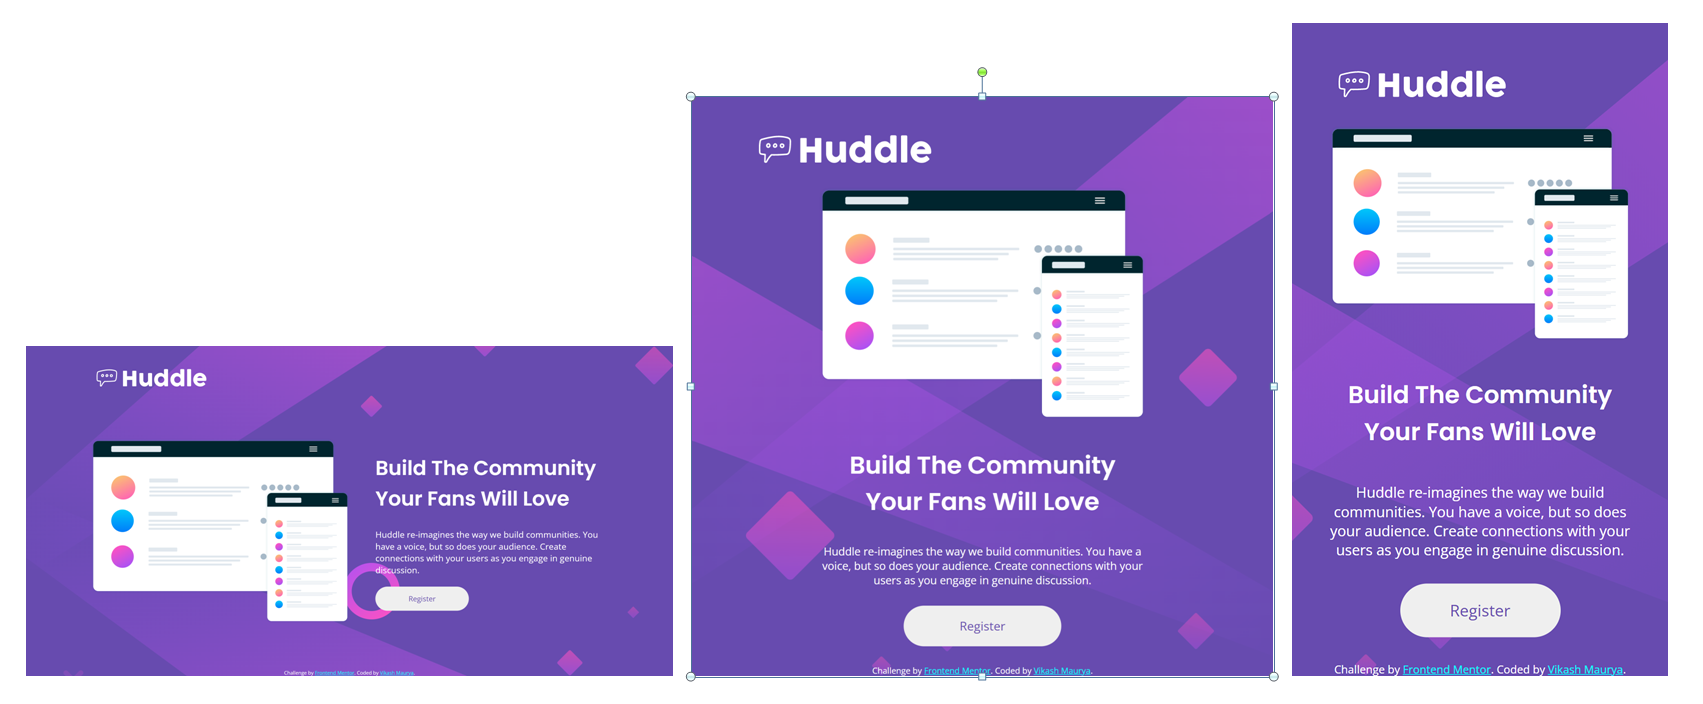 Huddle
Build The Community
Your Fans Will Love
Huddle re-imagines the way we build communities. You
have a voice, but so does your audience. Create
connections with your users as you engage in genuine
discussion.
Register
Challenge by Frontend Mentor. Coded by Vikash Maurya.
Huddle
Build The Community
Your Fans Will Love
Huddle re-imagines the way we build communities. You have a
voice, but so does your audience. Create connections with your
users as you engage in genuine discussion.
Register
Challenge by Frontend Mentor. Coded by Vikash Maurya.
Huddle
Build The Community
Your Fans Will Love
Huddle re-imagines the way we build
communities. You have a voice, but so does
your audience. Create connections with your
users as you engage in genuine discussion.
Register
Challenge by Frontend Mentor. Coded by Vikash Maurya.